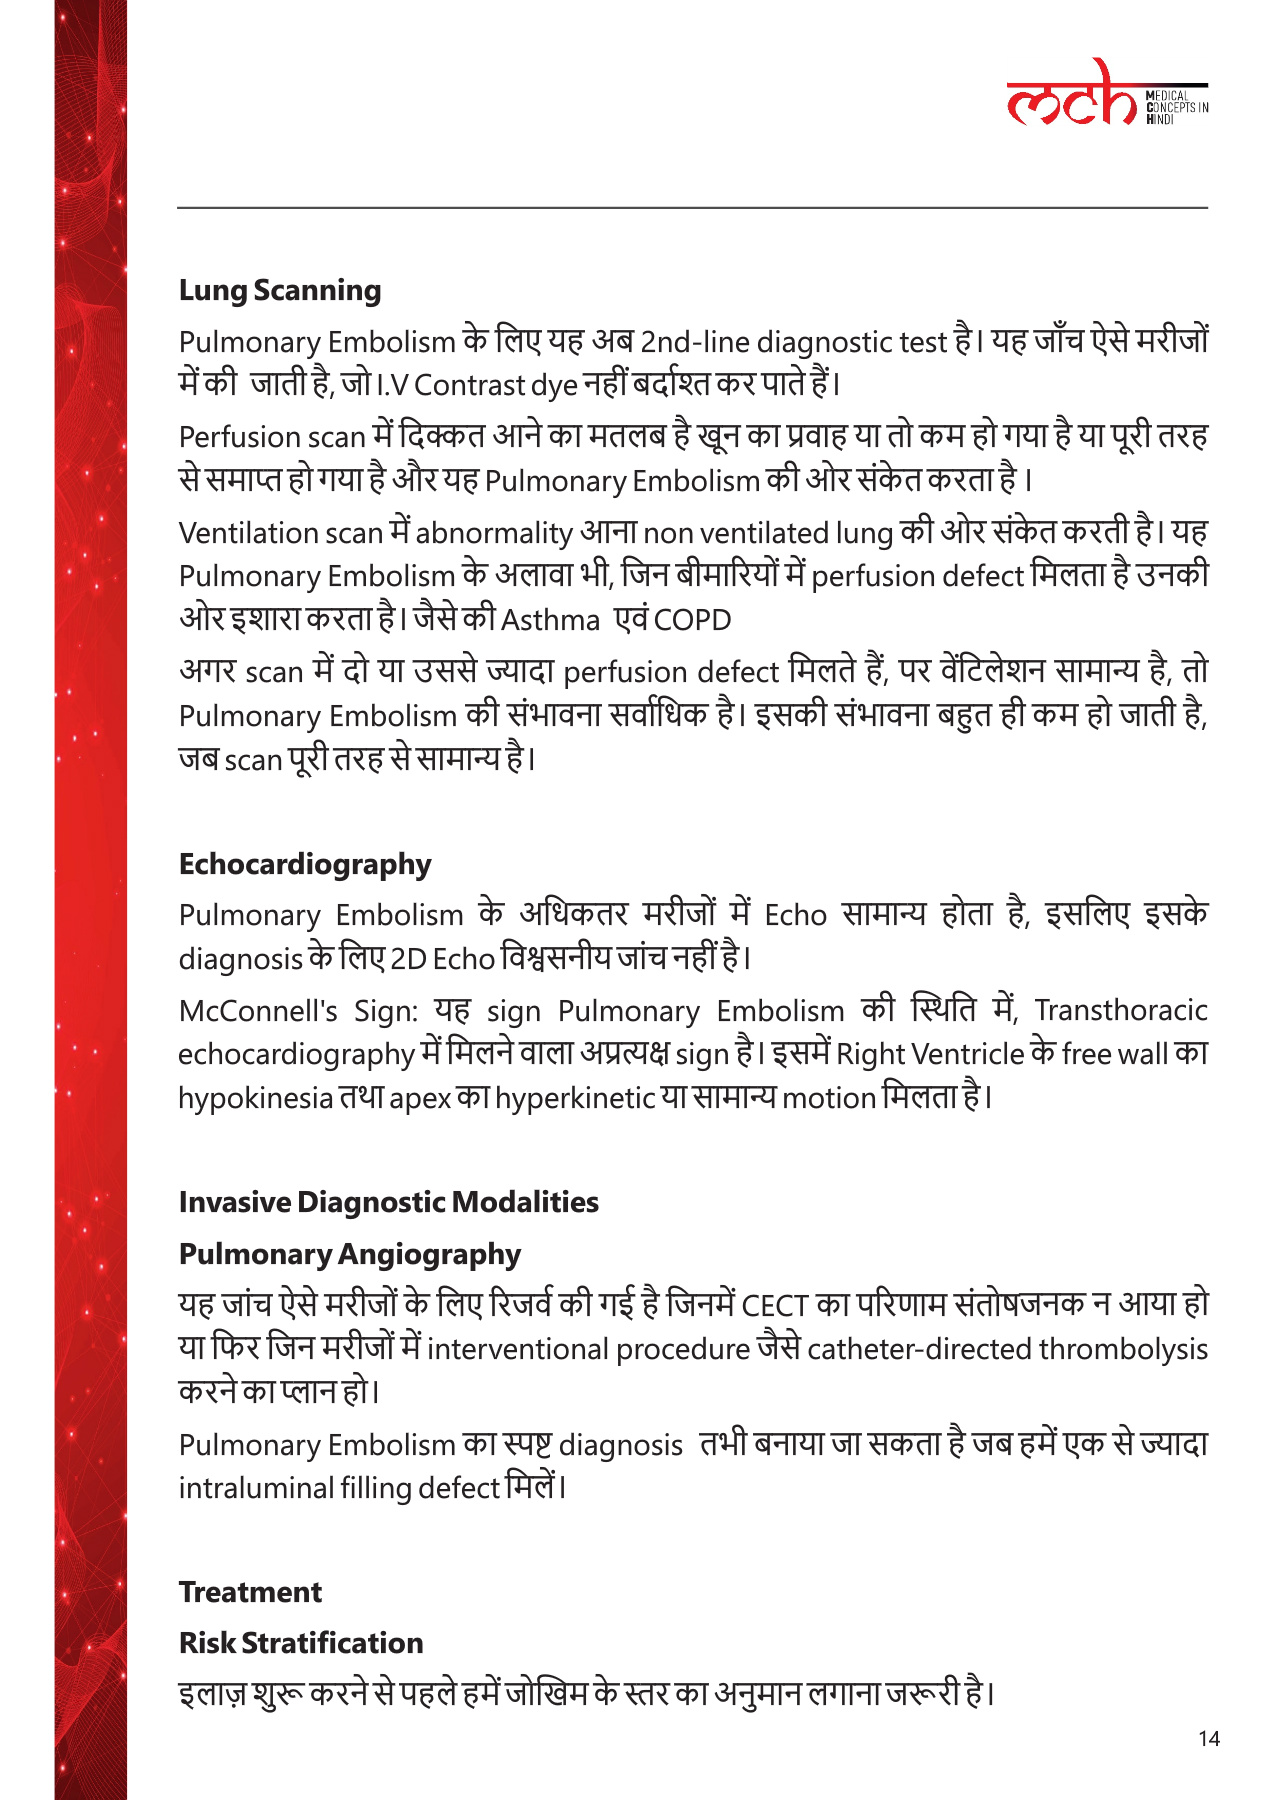 mch MEDICAL
CONCEPTS IN
HINDI
Lung Scanning
Pulmonary Embolism के लिए यह अब 2nd-line diagnostic test है। यह जाँच ऐसे मरीजों
में की जाती है, जो I.V Contrast dye नहीं बर्दाश्त कर पाते हैं।
Perfusion scan में दिक्कत आने का मतलब है खून का प्रवाह या तो कम हो गया है या पूरी तरह
से समाप्त हो गया है और यह Pulmonary Embolism की ओर संकेत करता है ।
Ventilation scan में abnormality आना non ventilated lung की ओर संकेत करती है। यह
Pulmonary Embolism के अलावा भी, जिन बीमारियों में perfusion defect मिलता है उनकी
ओर इशारा करता है। जैसे की Asthma एवं COPD
अगर scan में दो या उससे ज्यादा perfusion defect मिलते हैं, पर वेंटिलेशन सामान्य है, तो
Pulmonary Embolism की संभावना सर्वाधिक है। इसकी संभावना बहुत ही कम हो जाती है,
जब scan पूरी तरह से सामान्य है।
Echocardiography
Pulmonary Embolism के अधिकतर मरीजों में Echo सामान्य होता है, इसलिए इसके
diagnosis के लिए 2D Echo विश्वसनीय जांच नहीं है।
McConnell's Sign: यह sign Pulmonary Embolism की स्थिति में, Transthoracic
echocardiography में मिलने वाला अप्रत्यक्ष sign है। इसमें Right Ventricle के free wall का
hypokinesia तथा apex का hyperkinetic या सामान्य motion मिलता है।
Invasive Diagnostic Modalities
Pulmonary Angiography
यह जांच ऐसे मरीजों के लिए रिजर्व की गई है जिनमें CECT का परिणाम संतोषजनक न आया हो
या फिर जिन मरीजों में interventional procedure जैसे catheter-directed thrombolysis
करने का प्लान हो।
Pulmonary Embolism का स्पष्ट diagnosis तभी बनाया जा सकता है जब हमें एक से ज्यादा
intraluminal filling defect मिलें।
Treatment
Risk Stratification
इलाज़ शुरू करने से पहले हमें जोखिम के स्तर का अनुमान लगाना जरूरी है।
14